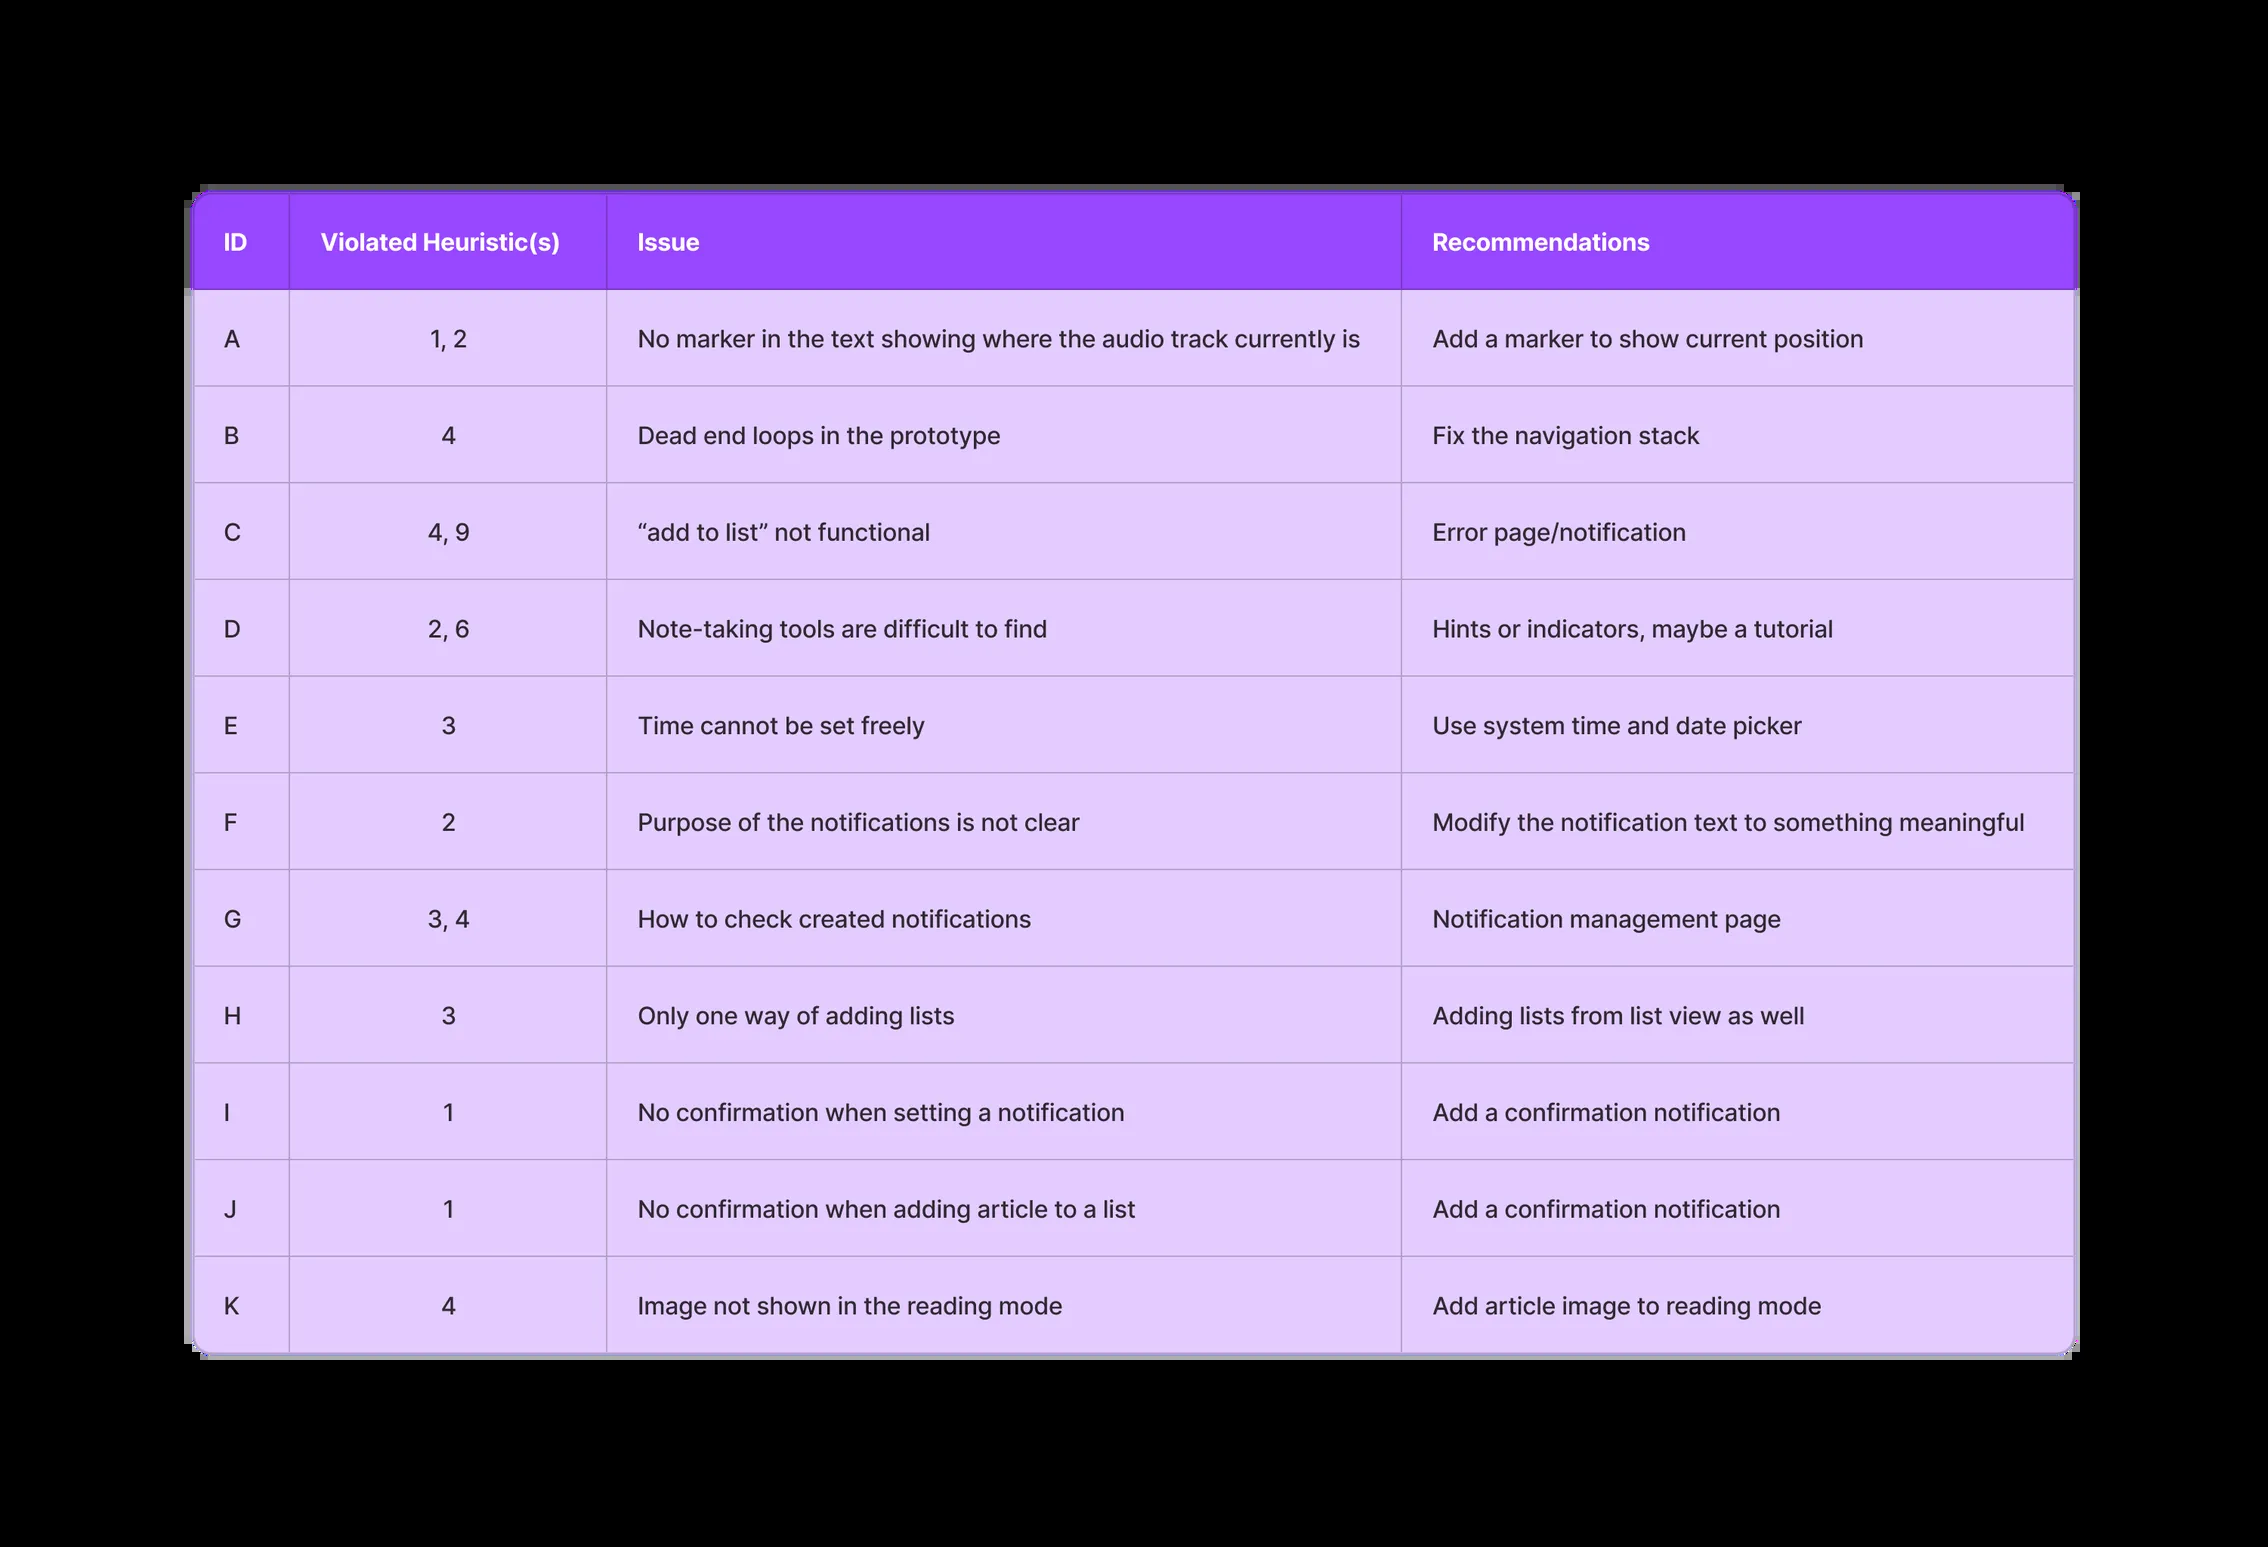 ID Violated Heuristic(s) Issue Recommendations
A 1, 2 No marker in the text showing where the audio track currently is Add a marker to show current position
B 4 Dead end loops in the prototype Fix the navigation stack
C 4, 9 “add to list” not functional Error page/notification
D 2, 6 Note-taking tools are difficult to find Hints or indicators, maybe a tutorial
E 3 Time cannot be set freely Use system time and date picker
F 2 Purpose of the notifications is not clear Modify the notification text to something meaningful
G 3, 4 How to check created notifications Notification management page
H 3 Only one way of adding lists Adding lists from list view as well
I 1 No confirmation when setting a notification Add a confirmation notification
J 1 No confirmation when adding article to a list Add a confirmation notification
K 4 Image not shown in the reading mode Add article image to reading mode